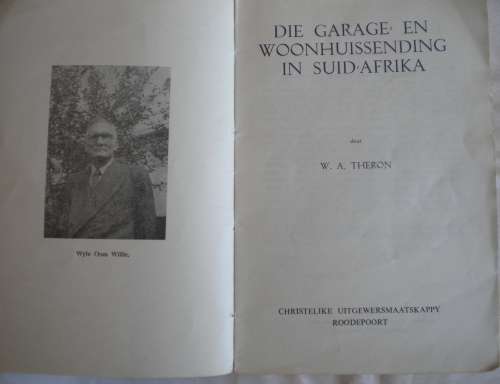 Wyle Oom Willie.
DIE GARAGE- EN
WOONHUISSENDING
IN SUID-AFRIKA
deur
W. A. THERON
CHRISTELIKE UITGEWERSMAATSKAPPY
ROODEPOORT